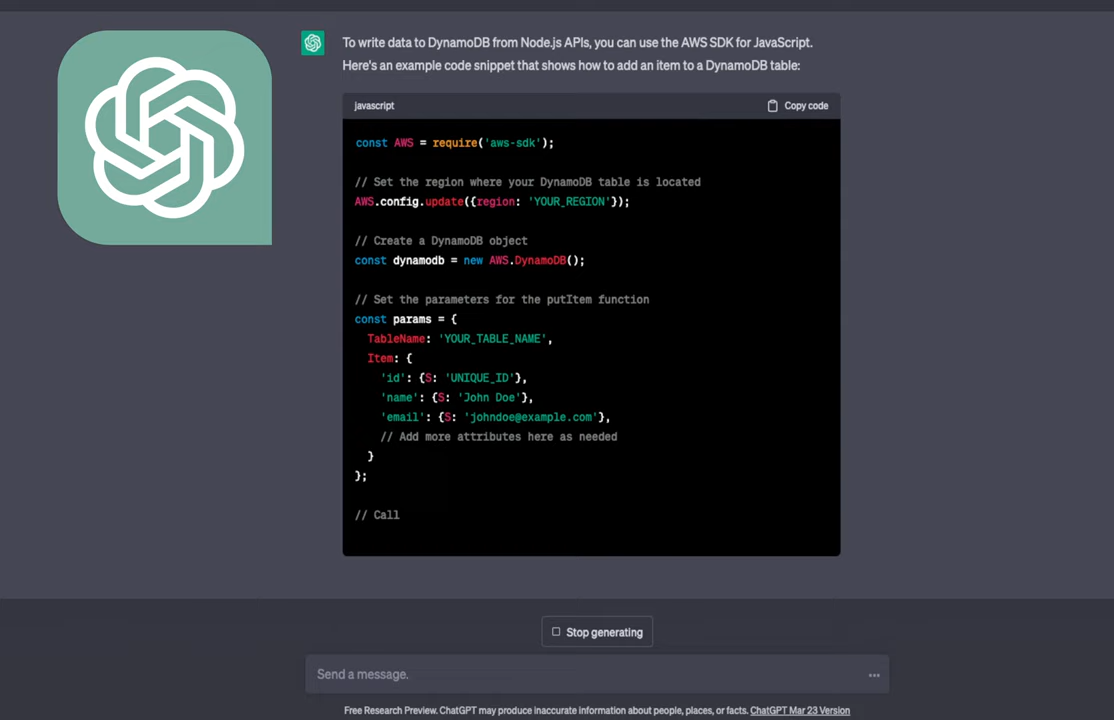 To write data to DynamoDB from Node.js APIs, you can use the AWS SDK for JavaScript.
Here's an example code snippet that shows how to add an item to a DynamoDB table:
javascript
Copy code
const AWS = require('aws-sdk');
// Set the region where your DynamoDB table is located
AWS.config.update({region: 'YOUR_REGION'});
// Create a DynamoDB object
const dynamodb = new AWS.DynamoDB();
// Set the parameters for the putItem function
const params = {
TableName: 'YOUR_TABLE_NAME',
Item: {
'id': {S: 'UNIQUE_ID'},
'name': {S: 'John Doe'},
'email': {S: 'johndoe@example.com'},
// Add more attributes here as needed
}
};
// Call
Stop generating
Send a message.
Free Research Preview. ChatGPT may produce inaccurate information about people, places, or facts. ChatGPT Mar 23 Version